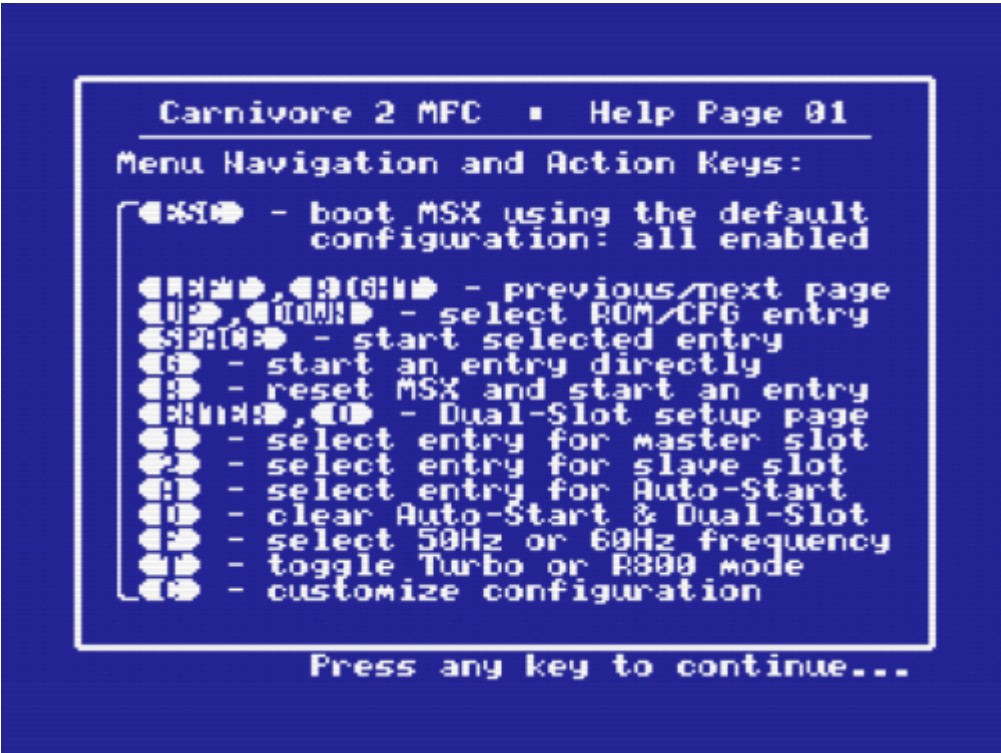 Carnivore 2 MFC ▪ Help Page 01
Menu Navigation and Action Keys:
ESC - boot MSX using the default
configuration: all enabled
LEFT,RIGHT - previous/next page
UP,DOWN - select ROM/CFG entry
SPACE - start selected entry
G - start an entry directly
R - reset MSX and start an entry
ENTER, - Dual-Slot setup page
1 - select entry for master slot
2 - select entry for slave slot
A - select entry for Auto-Start
- clear Auto-Start & Dual-Slot
F - select 50Hz or 60Hz frequency
T - toggle Turbo or R800 mode
C - customize configuration
Press any key to continue...